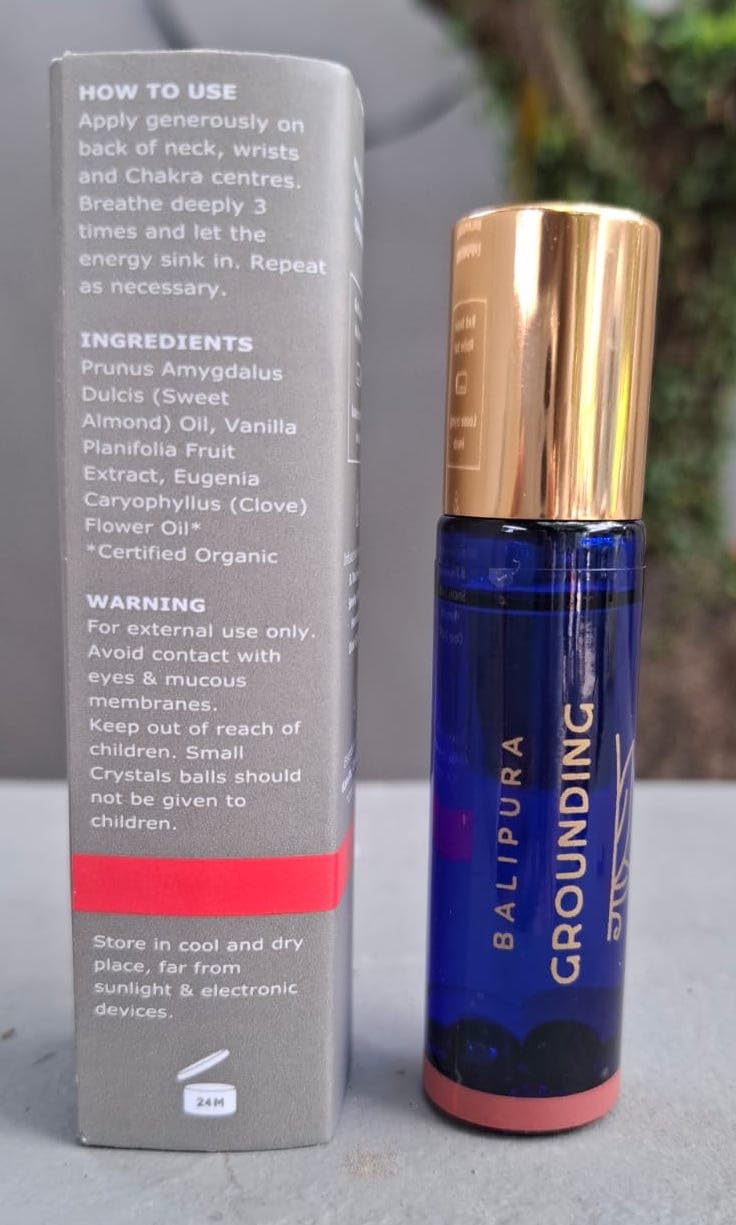 HOW TO USE
Apply generously on
back of neck, wrists
and Chakra centres.
Breathe deeply 3
times and let the
energy sink in. Repeat
as necessary.
INGREDIENTS
Prunus Amygdalus
Dulcis (Sweet
Almond) Oil, Vanilla
Planifolia Fruit
Extract, Eugenia
Caryophyllus (Clove)
Flower Oil*
*Certified Organic
WARNING
For external use only.
Avoid contact with
eyes & mucous
membranes.
Keep out of reach of
children. Small
Crystals balls should
not be given to
children.
Store in cool and dry
place, far from
sunlight & electronic
devices.
24M
BALIPURA
GROUNDING